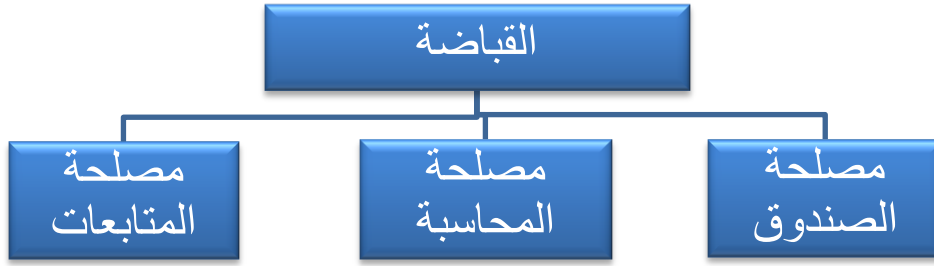 القباضة
مصلحة
الصندوق
مصلحة
المحاسبة
مصلحة
المتابعات